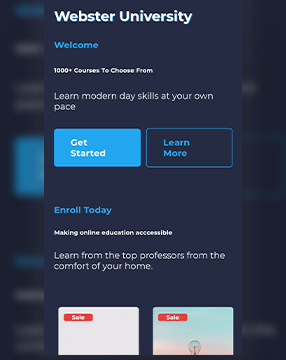 Webster University
Welcome
1000+ Courses To Choose From
Learn modern day skills at your own
pace
Get
Started
Learn
More
Enroll Today
Making online education acccessible
Learn from the top professors from the
comfort of your home.
Sale
Sale